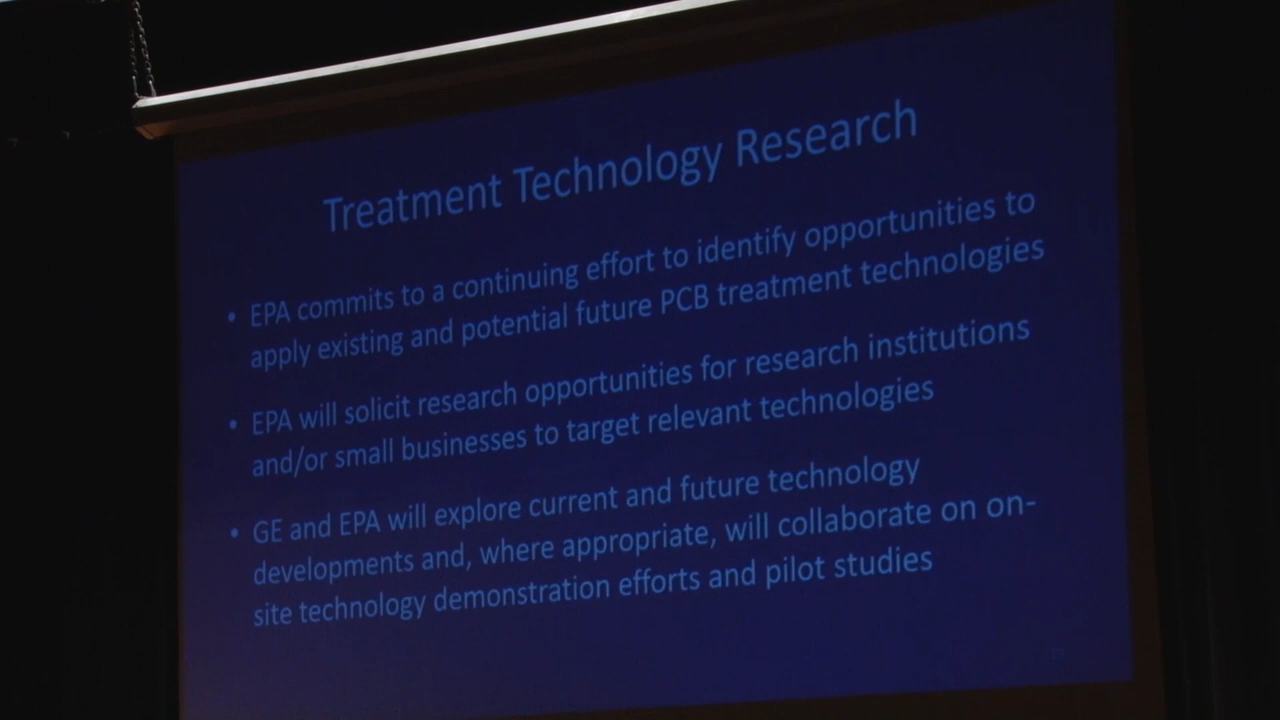 Treatment Technology Research
• EPA commits to a continuing effort to identify opportunities to
apply existing and potential future PCB treatment technologies
• EPA will solicit research opportunities for research institutions
and/or small businesses to target relevant technologies
• GE and EPA will explore current and future technology
developments and, where appropriate, will collaborate on on-
site technology demonstration efforts and pilot studies